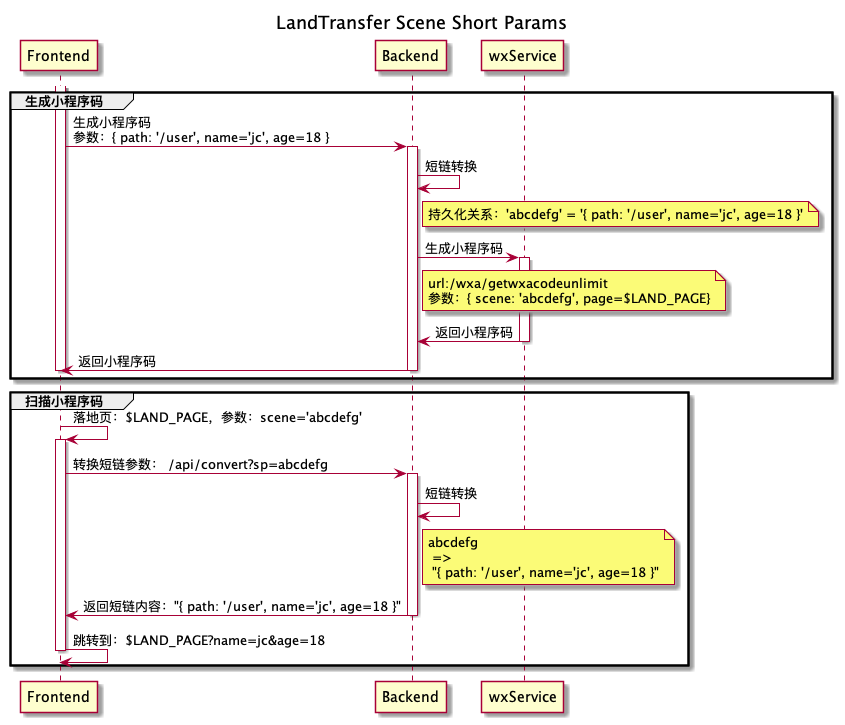 LandTransfer Scene Short Params
Frontend
Backend
wxService
生成小程序码
生成小程序码
参数：{ path: '/user', name='jc', age=18 }
短链转换
持久化关系：'abcdefg' = '{ path: '/user', name='jc', age=18 }'
生成小程序码
url:/wxa/getwxacodeunlimit
参数：{ scene: 'abcdefg', page=$LAND_PAGE}
返回小程序码
返回小程序码
扫描小程序码
落地页：$LAND_PAGE，参数：scene='abcdefg'
转换短链参数： /api/convert?sp=abcdefg
短链转换
abcdefg
=>
"{ path: '/user', name='jc', age=18 }"
返回短链内容："{ path: '/user', name='jc', age=18 }"
跳转到：$LAND_PAGE?name=jc&age=18
Frontend
Backend
wxService